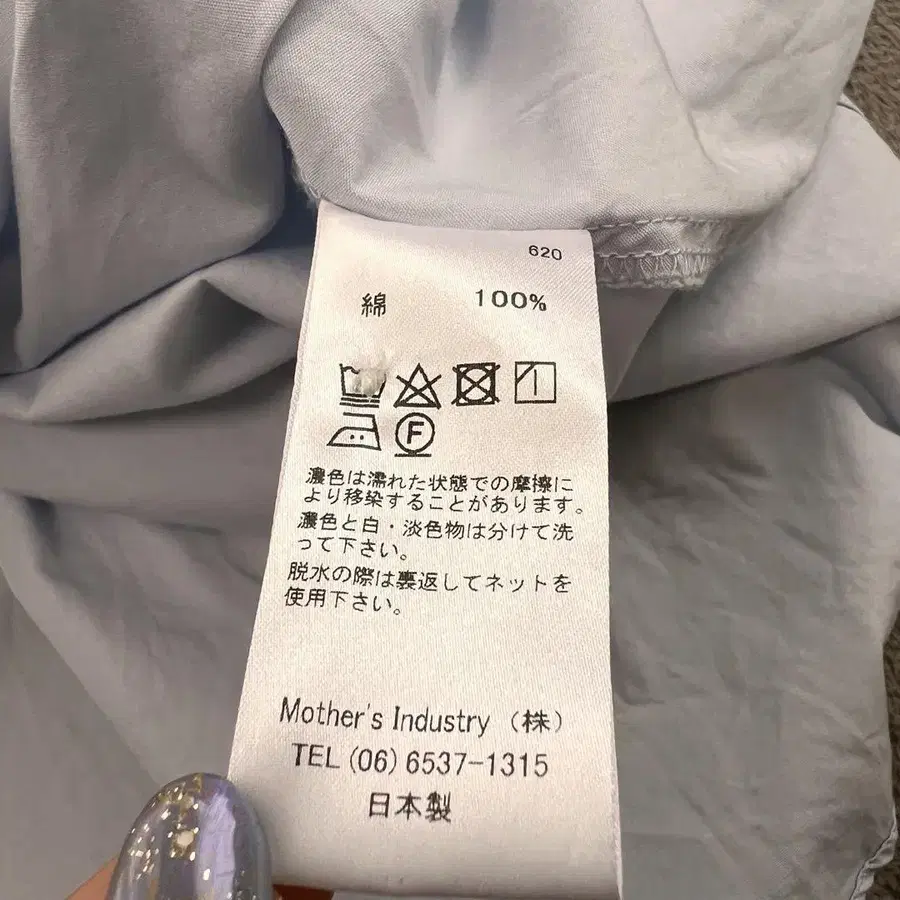 620
綿 100%
F
濃色は濡れた状態での摩擦に
より移染することがあります。
濃色と白・淡色物は分けて洗
って下さい。
脱水の際は裏返してネットを
使用下さい。
Mother's Industry (株)
TEL (06) 6537-1315
日本製